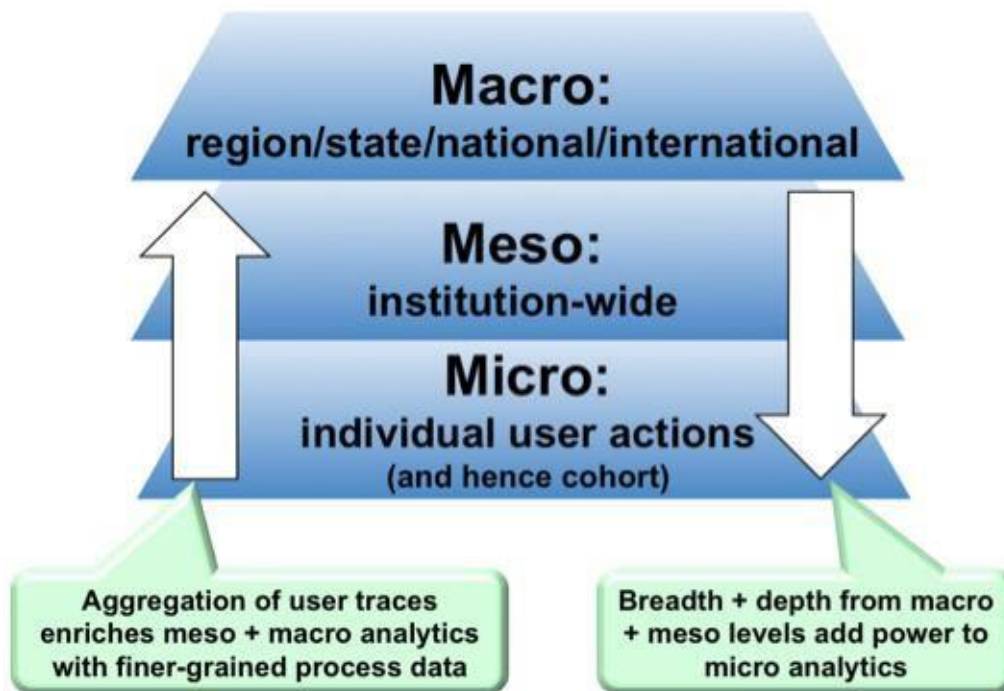 Macro:
region/state/national/international
Meso:
institution-wide
Micro:
individual user actions
(and hence cohort)
Aggregation of user traces
enriches meso + macro analytics
with finer-grained process data
Breadth + depth from macro
+ meso levels add power to
micro analytics